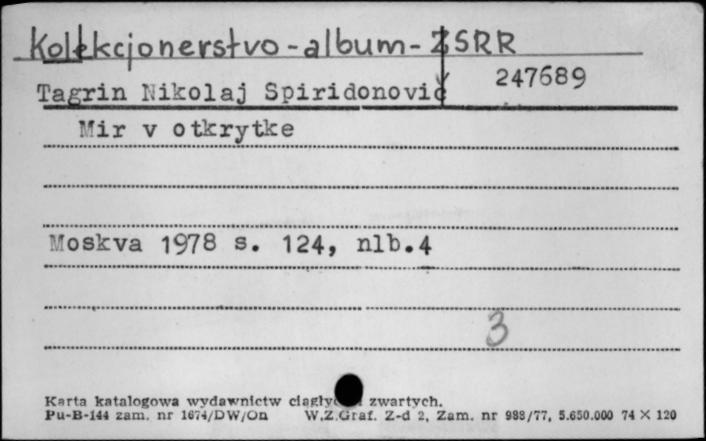 Kolekcjonerstvo - album - ZSRR
Tagrin Nikolaj Spiridonovič 247689
Mir v otkrytke
Moskva 1978 s. 124, nlb.4
3
Karta katalogowa wydawnictw zwartych.
Pu-B-144 zam. nr 1674/DW/On W.Z.Graf. Z-d 2, Zam. nr 988/77, 5.650.000 74 X 120